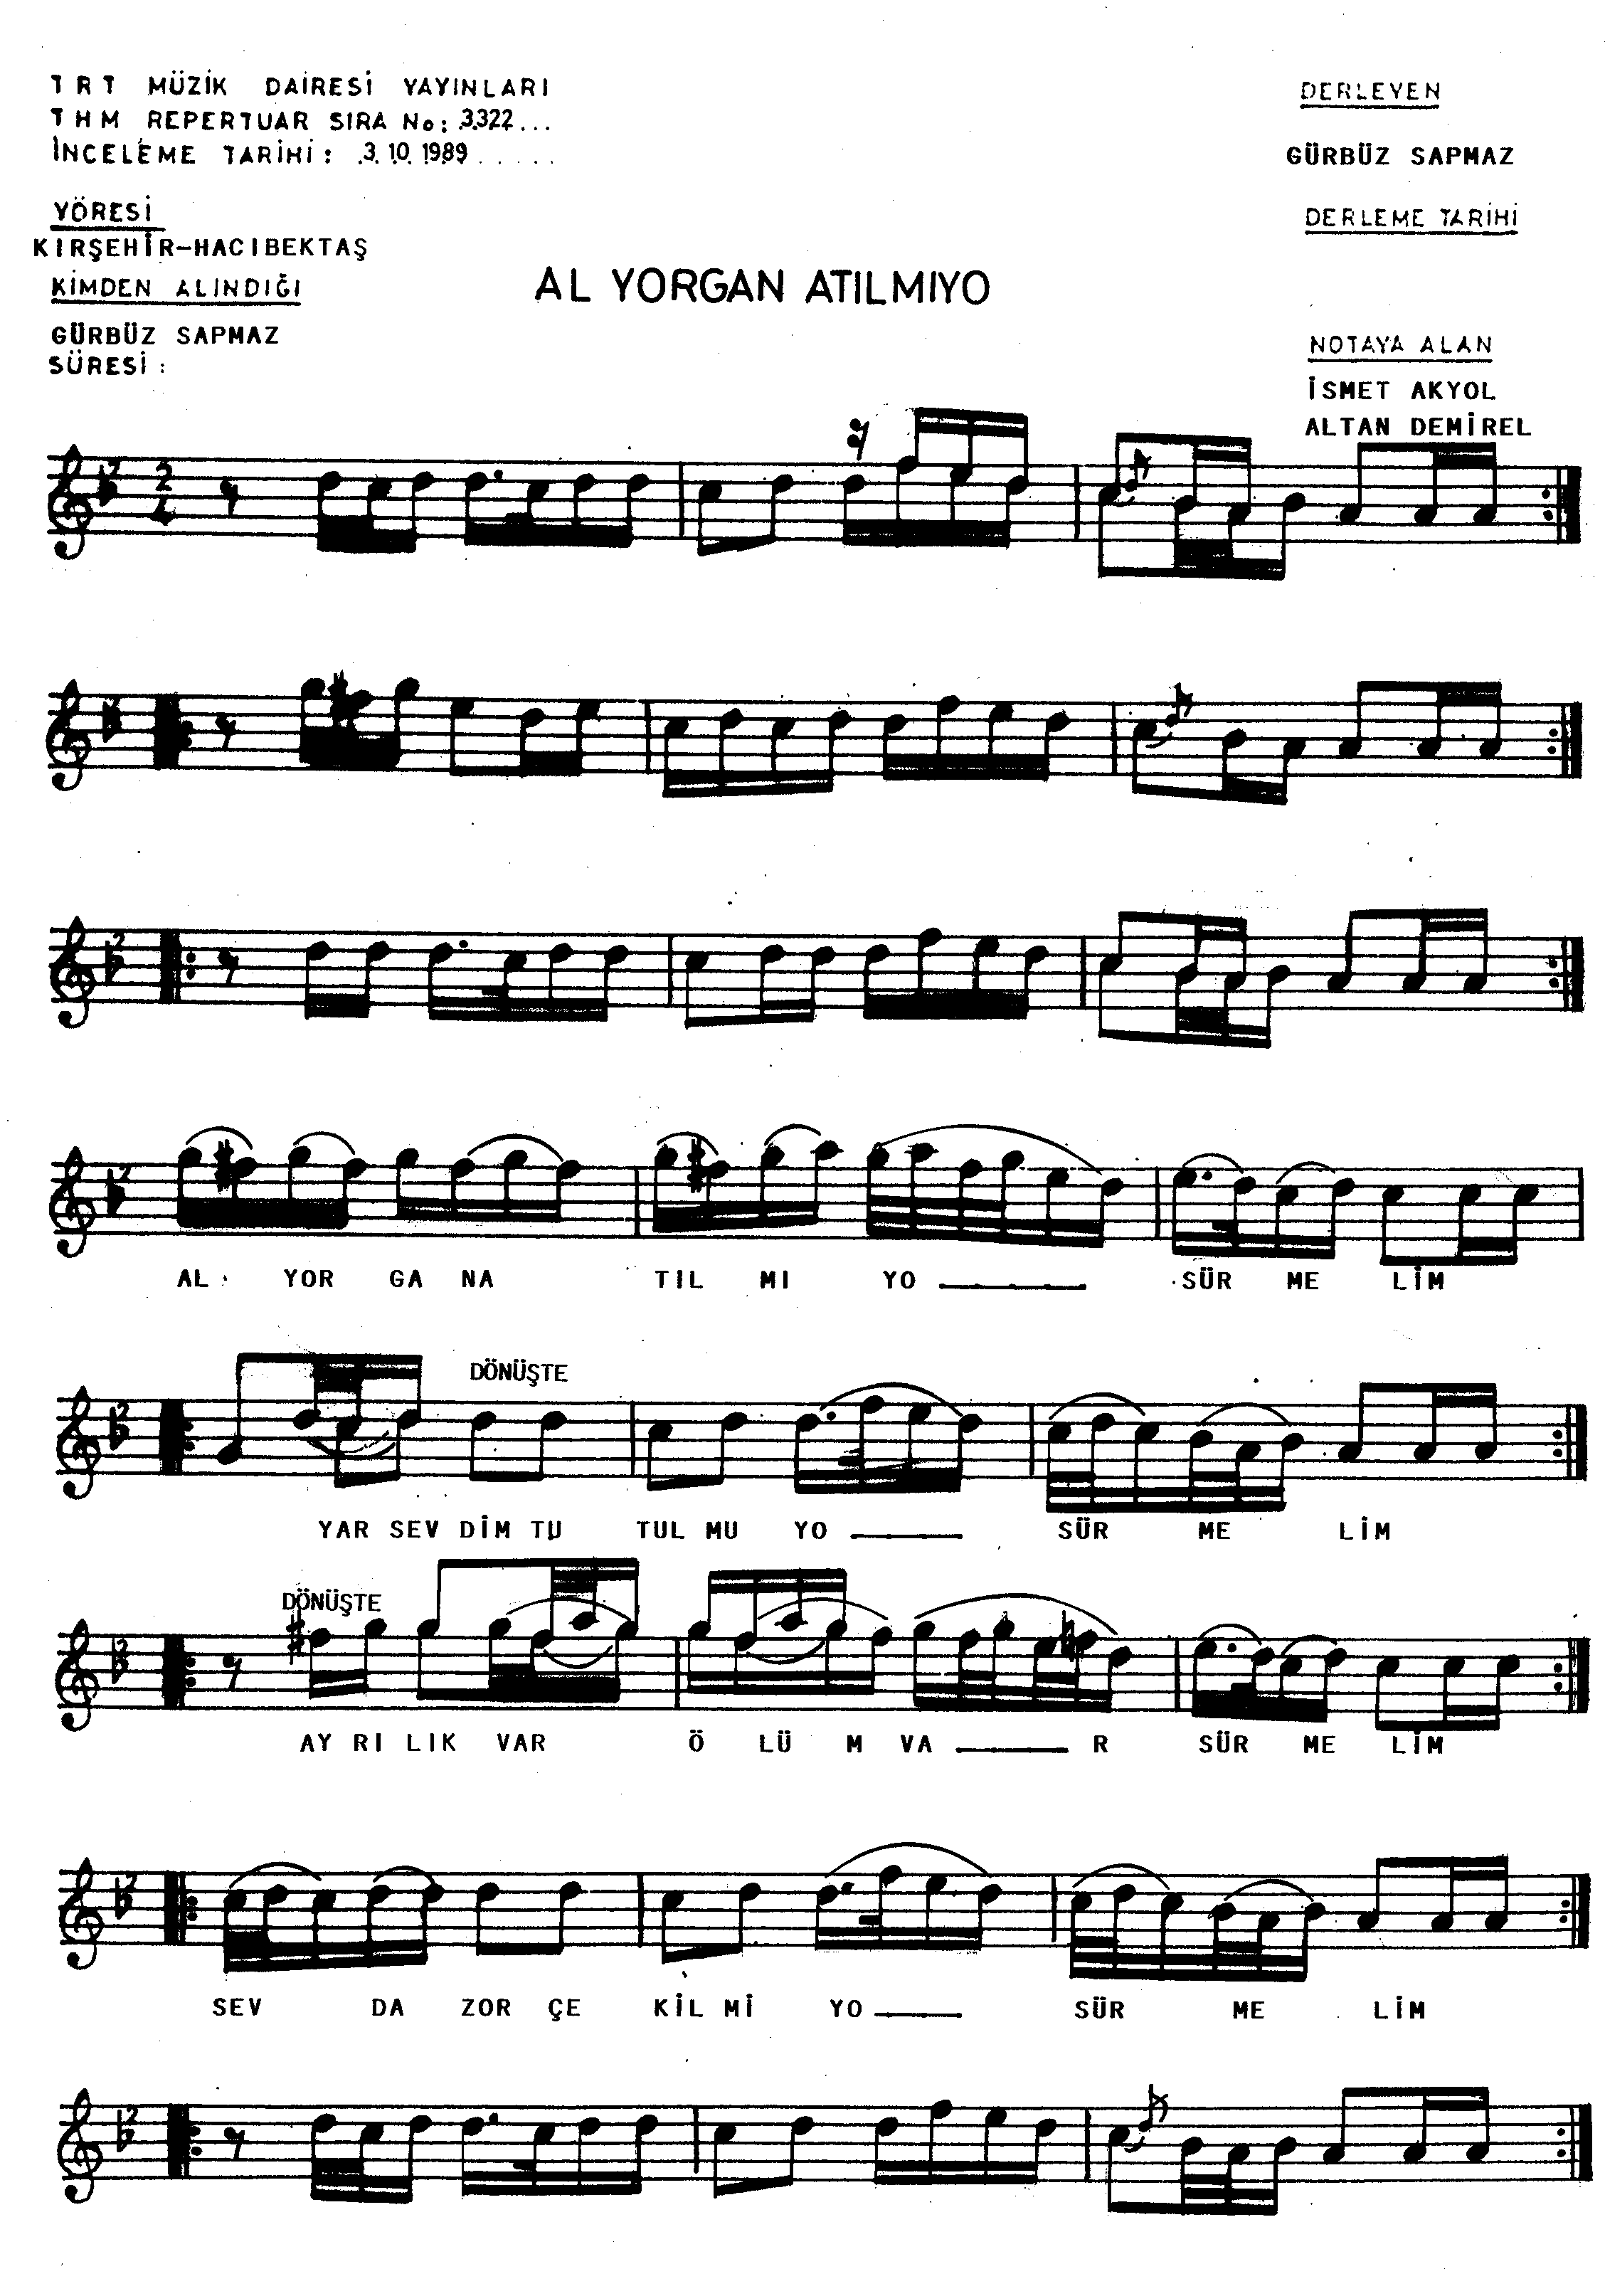 TRT MÜZİK DAİRESİ YAYINLARI
THM REPERTUAR SIRA No: 3322...
İNCELEME TARİHİ: .3.10.1989.....
YÖRESİ
KIRŞEHİR-HACIBEKTAŞ
KİMDEN ALINDIĞI
GÜRBÜZ SAPMAZ
SÜRESİ:
AL YORGAN ATILMIYO
DERLEYEN
GÜRBÜZ SAPMAZ
DERLEME TARİHİ
NOTAYA ALAN
İSMET AKYOL
ALTAN DEMİREL
AL YOR GA NA TIL MI YO SÜR ME LİM
DÖNÜŞTE
YAR SEV DİM TU TUL MU YO SÜR ME LİM
DÖNÜŞTE
AY RI LIK VAR Ö LÜ M VA R SÜR ME LİM
SEV DA ZOR ÇE KİL Mİ YO SÜR ME LİM